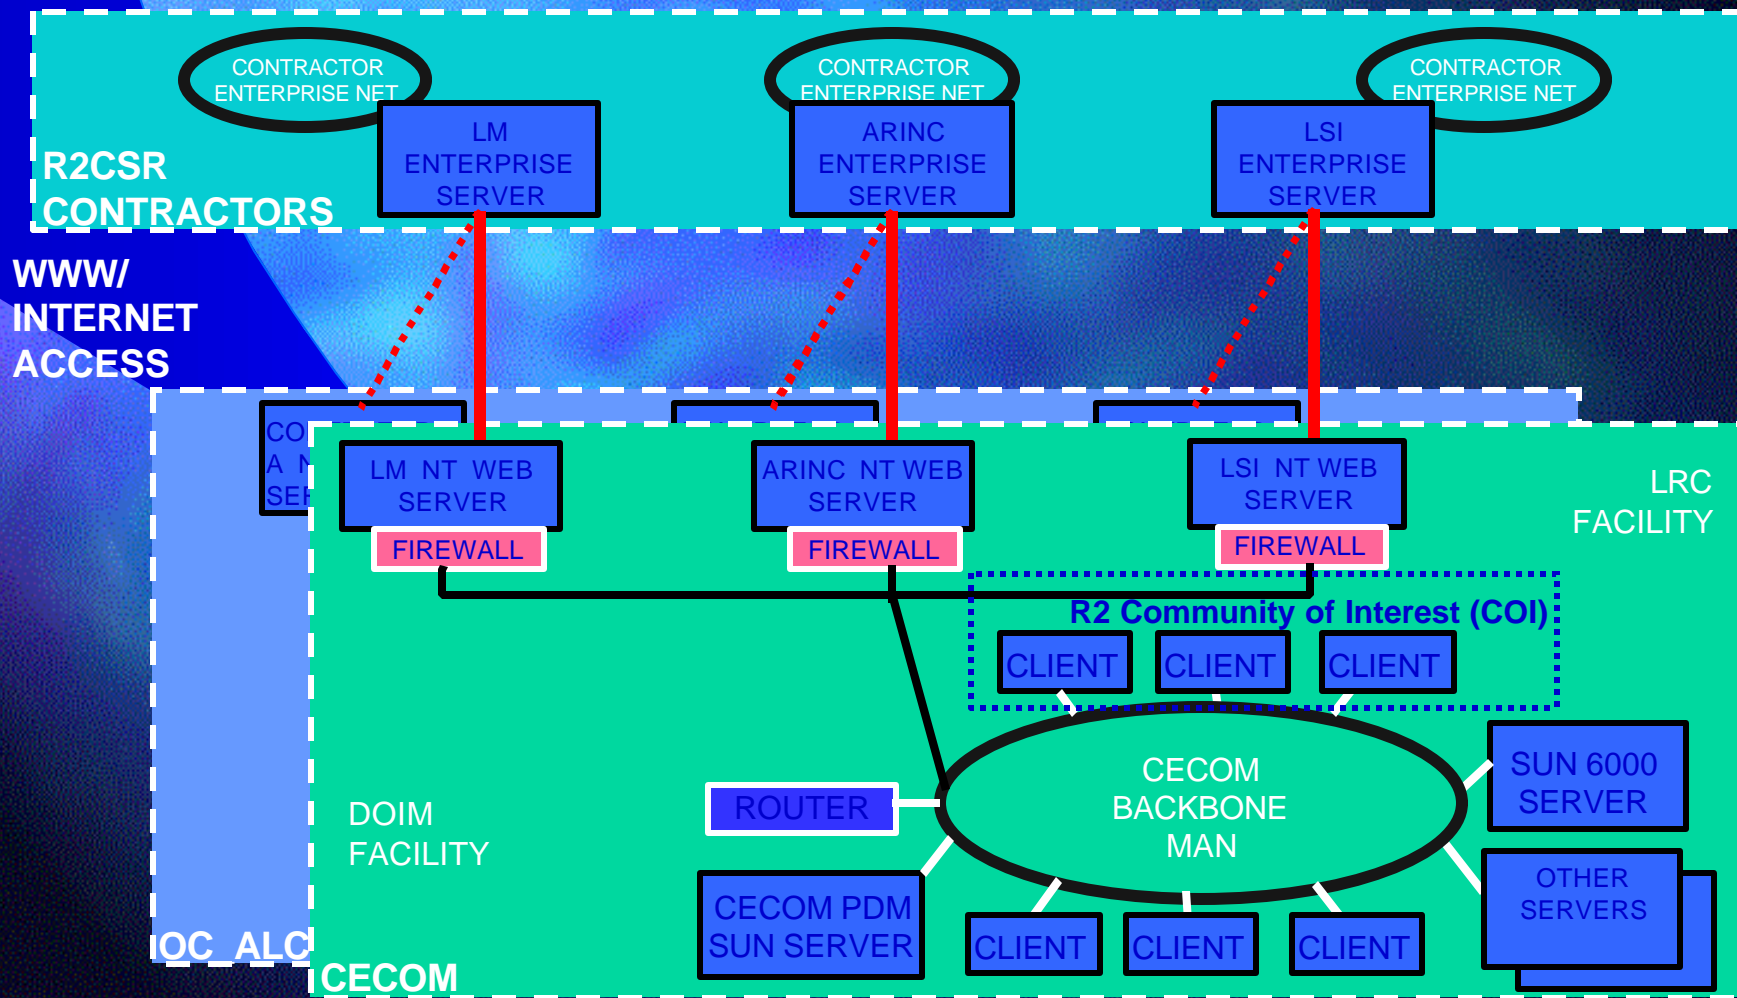 CONTRACTOR
ENTERPRISE NET
CONTRACTOR
ENTERPRISE NET
CONTRACTOR
ENTERPRISE NET
LM
ENTERPRISE
SERVER
ARINC
ENTERPRISE
SERVER
LSI
ENTERPRISE
SERVER
R2CSR
CONTRACTORS
WWW/
INTERNET
ACCESS
CO
A N
SER
LM NT WEB
SERVER
FIREWALL
ARINC NT WEB
SERVER
FIREWALL
LSI NT WEB
SERVER
FIREWALL
LRC
FACILITY
R2 Community of Interest (COI)
CLIENT
CLIENT
CLIENT
CECOM
BACKBONE
MAN
SUN 6000
SERVER
ROUTER
DOIM
FACILITY
CECOM PDM
SUN SERVER
CLIENT
CLIENT
CLIENT
OTHER
SERVERS
OC_ALC
CECOM